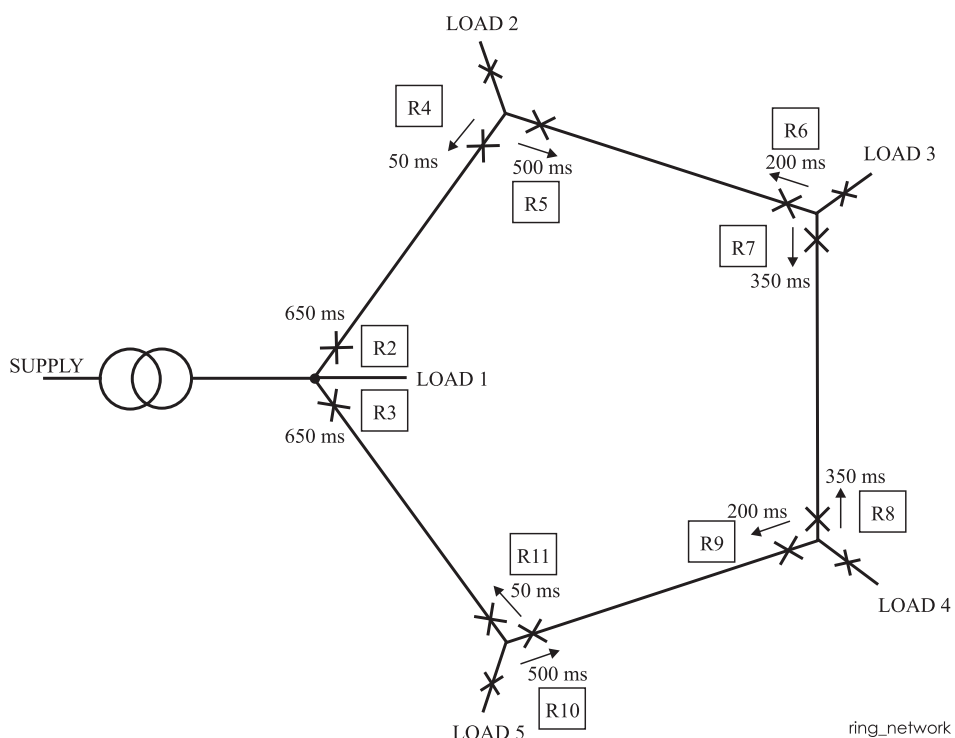 LOAD 2
R4
50 ms
500 ms
R5
R6
200 ms
LOAD 3
R7
350 ms
650 ms
R2
SUPPLY
LOAD 1
R3
650 ms
350 ms
200 ms
R8
R9
R11
50 ms
LOAD 4
500 ms
R10
LOAD 5
ring_network